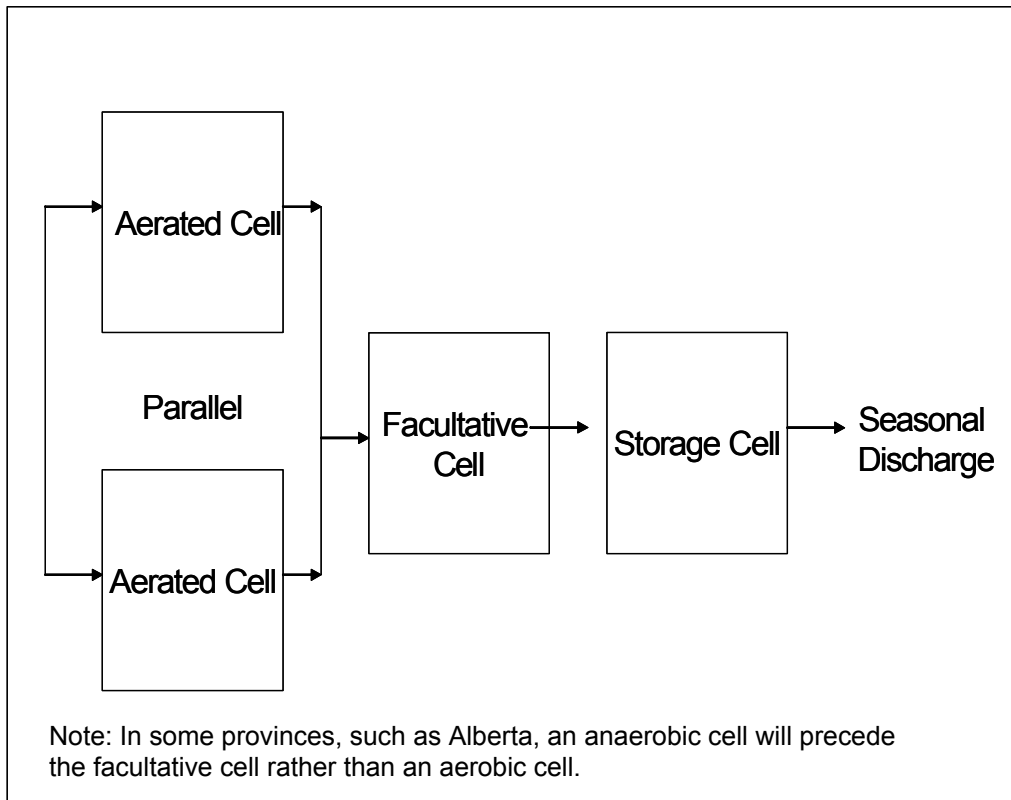 Aerated Cell
Parallel
Aerated Cell
Facultative
Cell
Storage Cell
Seasonal
Discharge
Note: In some provinces, such as Alberta, an anaerobic cell will precede
the facultative cell rather than an aerobic cell.